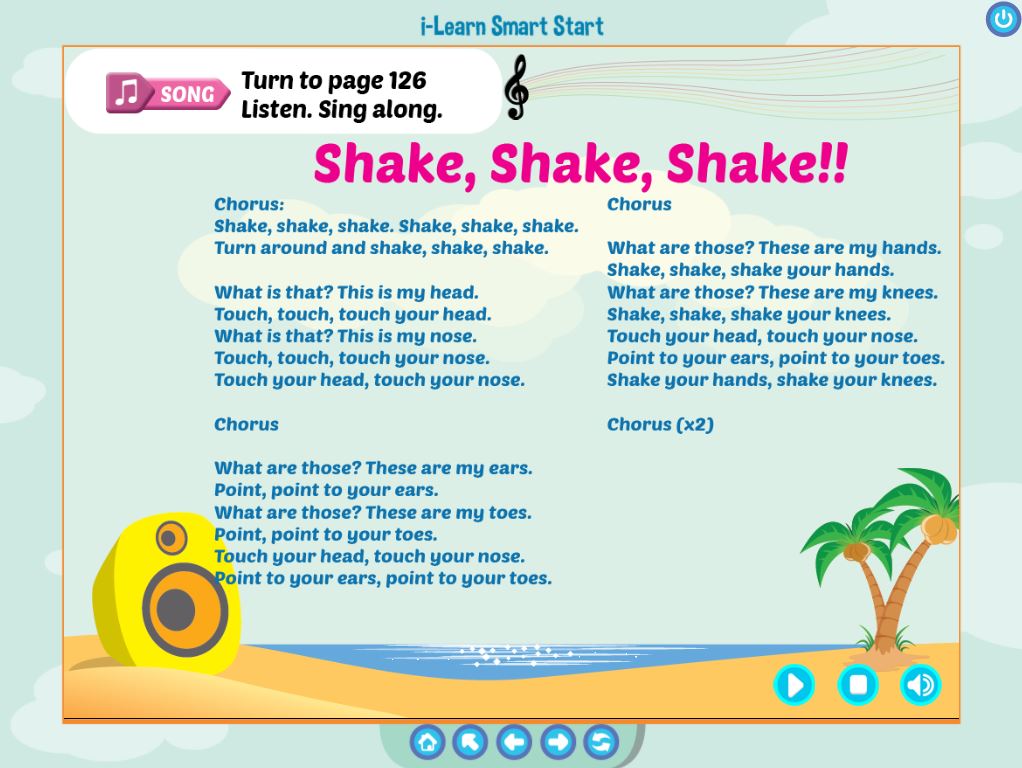 i-Learn Smart Start
SONG
Turn to page 126
Listen. Sing along.
Shake, Shake, Shake!!
Chorus:
Shake, shake, shake. Shake, shake, shake.
Turn around and shake, shake, shake.
What is that? This is my head.
Touch, touch, touch your head.
What is that? This is my nose.
Touch, touch, touch your nose.
Touch your head, touch your nose.
Chorus
What are those? These are my ears.
Point, point to your ears.
What are those? These are my toes.
Point, point to your toes.
Touch your head, touch your nose.
Point to your ears, point to your toes.
Chorus
What are those? These are my hands.
Shake, shake, shake your hands.
What are those? These are my knees.
Shake, shake, shake your knees.
Touch your head, touch your nose.
Point to your ears, point to your toes.
Shake your hands, shake your knees.
Chorus (x2)